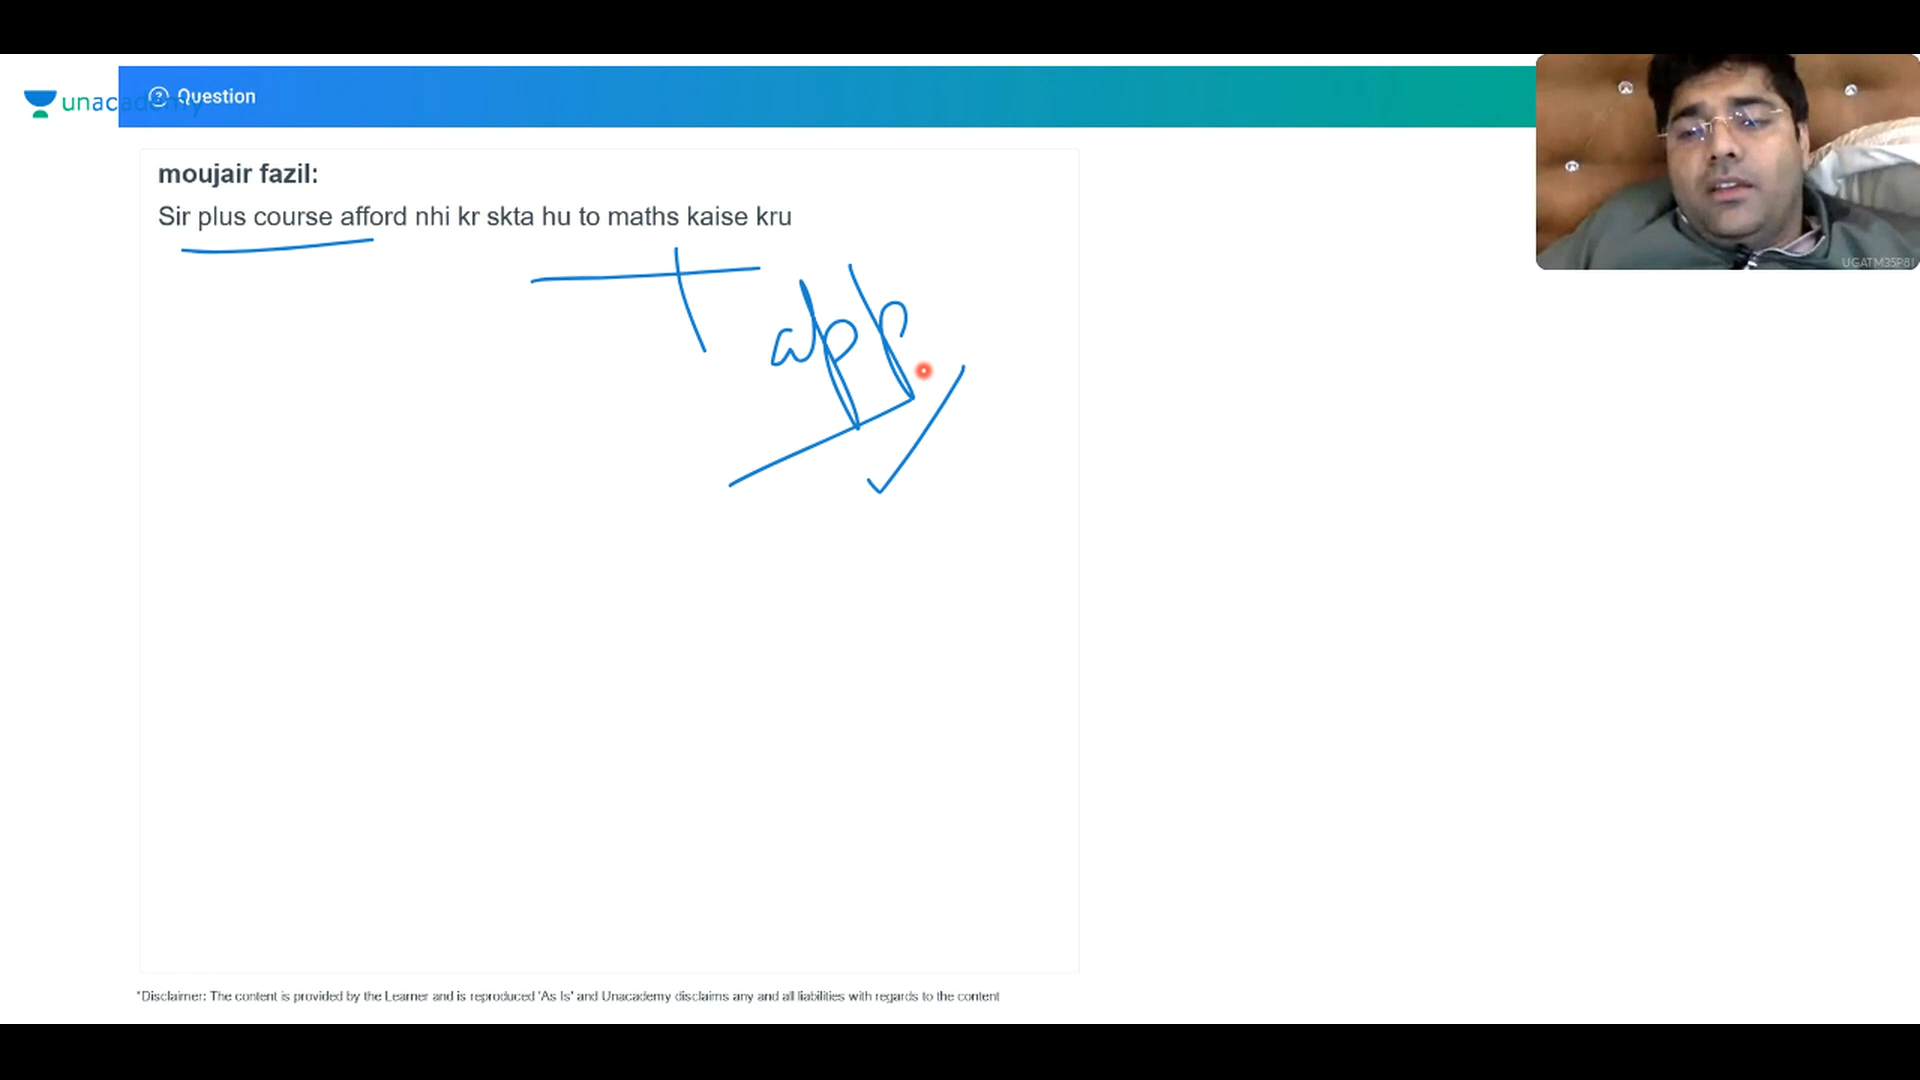 unacademy
Question
moujair fazil:
Sir plus course afford nhi kr skta hu to maths kaise kru
app
UGATM35P8I
*Disclaimer: The content is provided by the Learner and is reproduced 'As Is' and Unacademy disclaims any and all liabilities with regards to the content